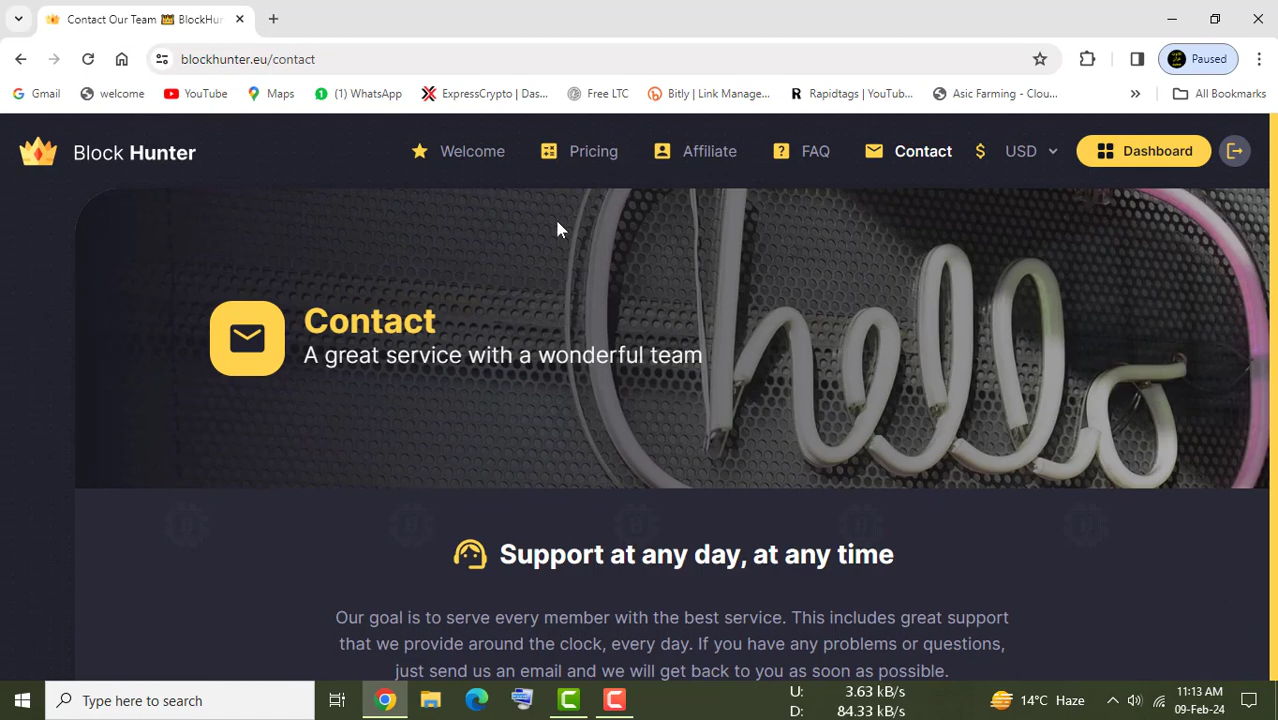 Contact Our Team 👑 BlockHun
blockhunter.eu/contact
Paused
Gmail
welcome
YouTube
Maps
(1) WhatsApp
ExpressCrypto | Das...
Free LTC
Bitly | Link Manage...
Rapidtags | YouTub...
Asic Farming - Clou...
All Bookmarks
Block Hunter
Welcome
Pricing
Affiliate
FAQ
Contact
$ USD
Dashboard
hello
Contact
A great service with a wonderful team
Support at any day, at any time
Our goal is to serve every member with the best service. This includes great support
that we provide around the clock, every day. If you have any problems or questions,
just send us an email and we will get back to you as soon as possible.
Type here to search
U: 3.63 kB/s
D: 84.33 kB/s
14°C Haze
11:13 AM
09-Feb-24